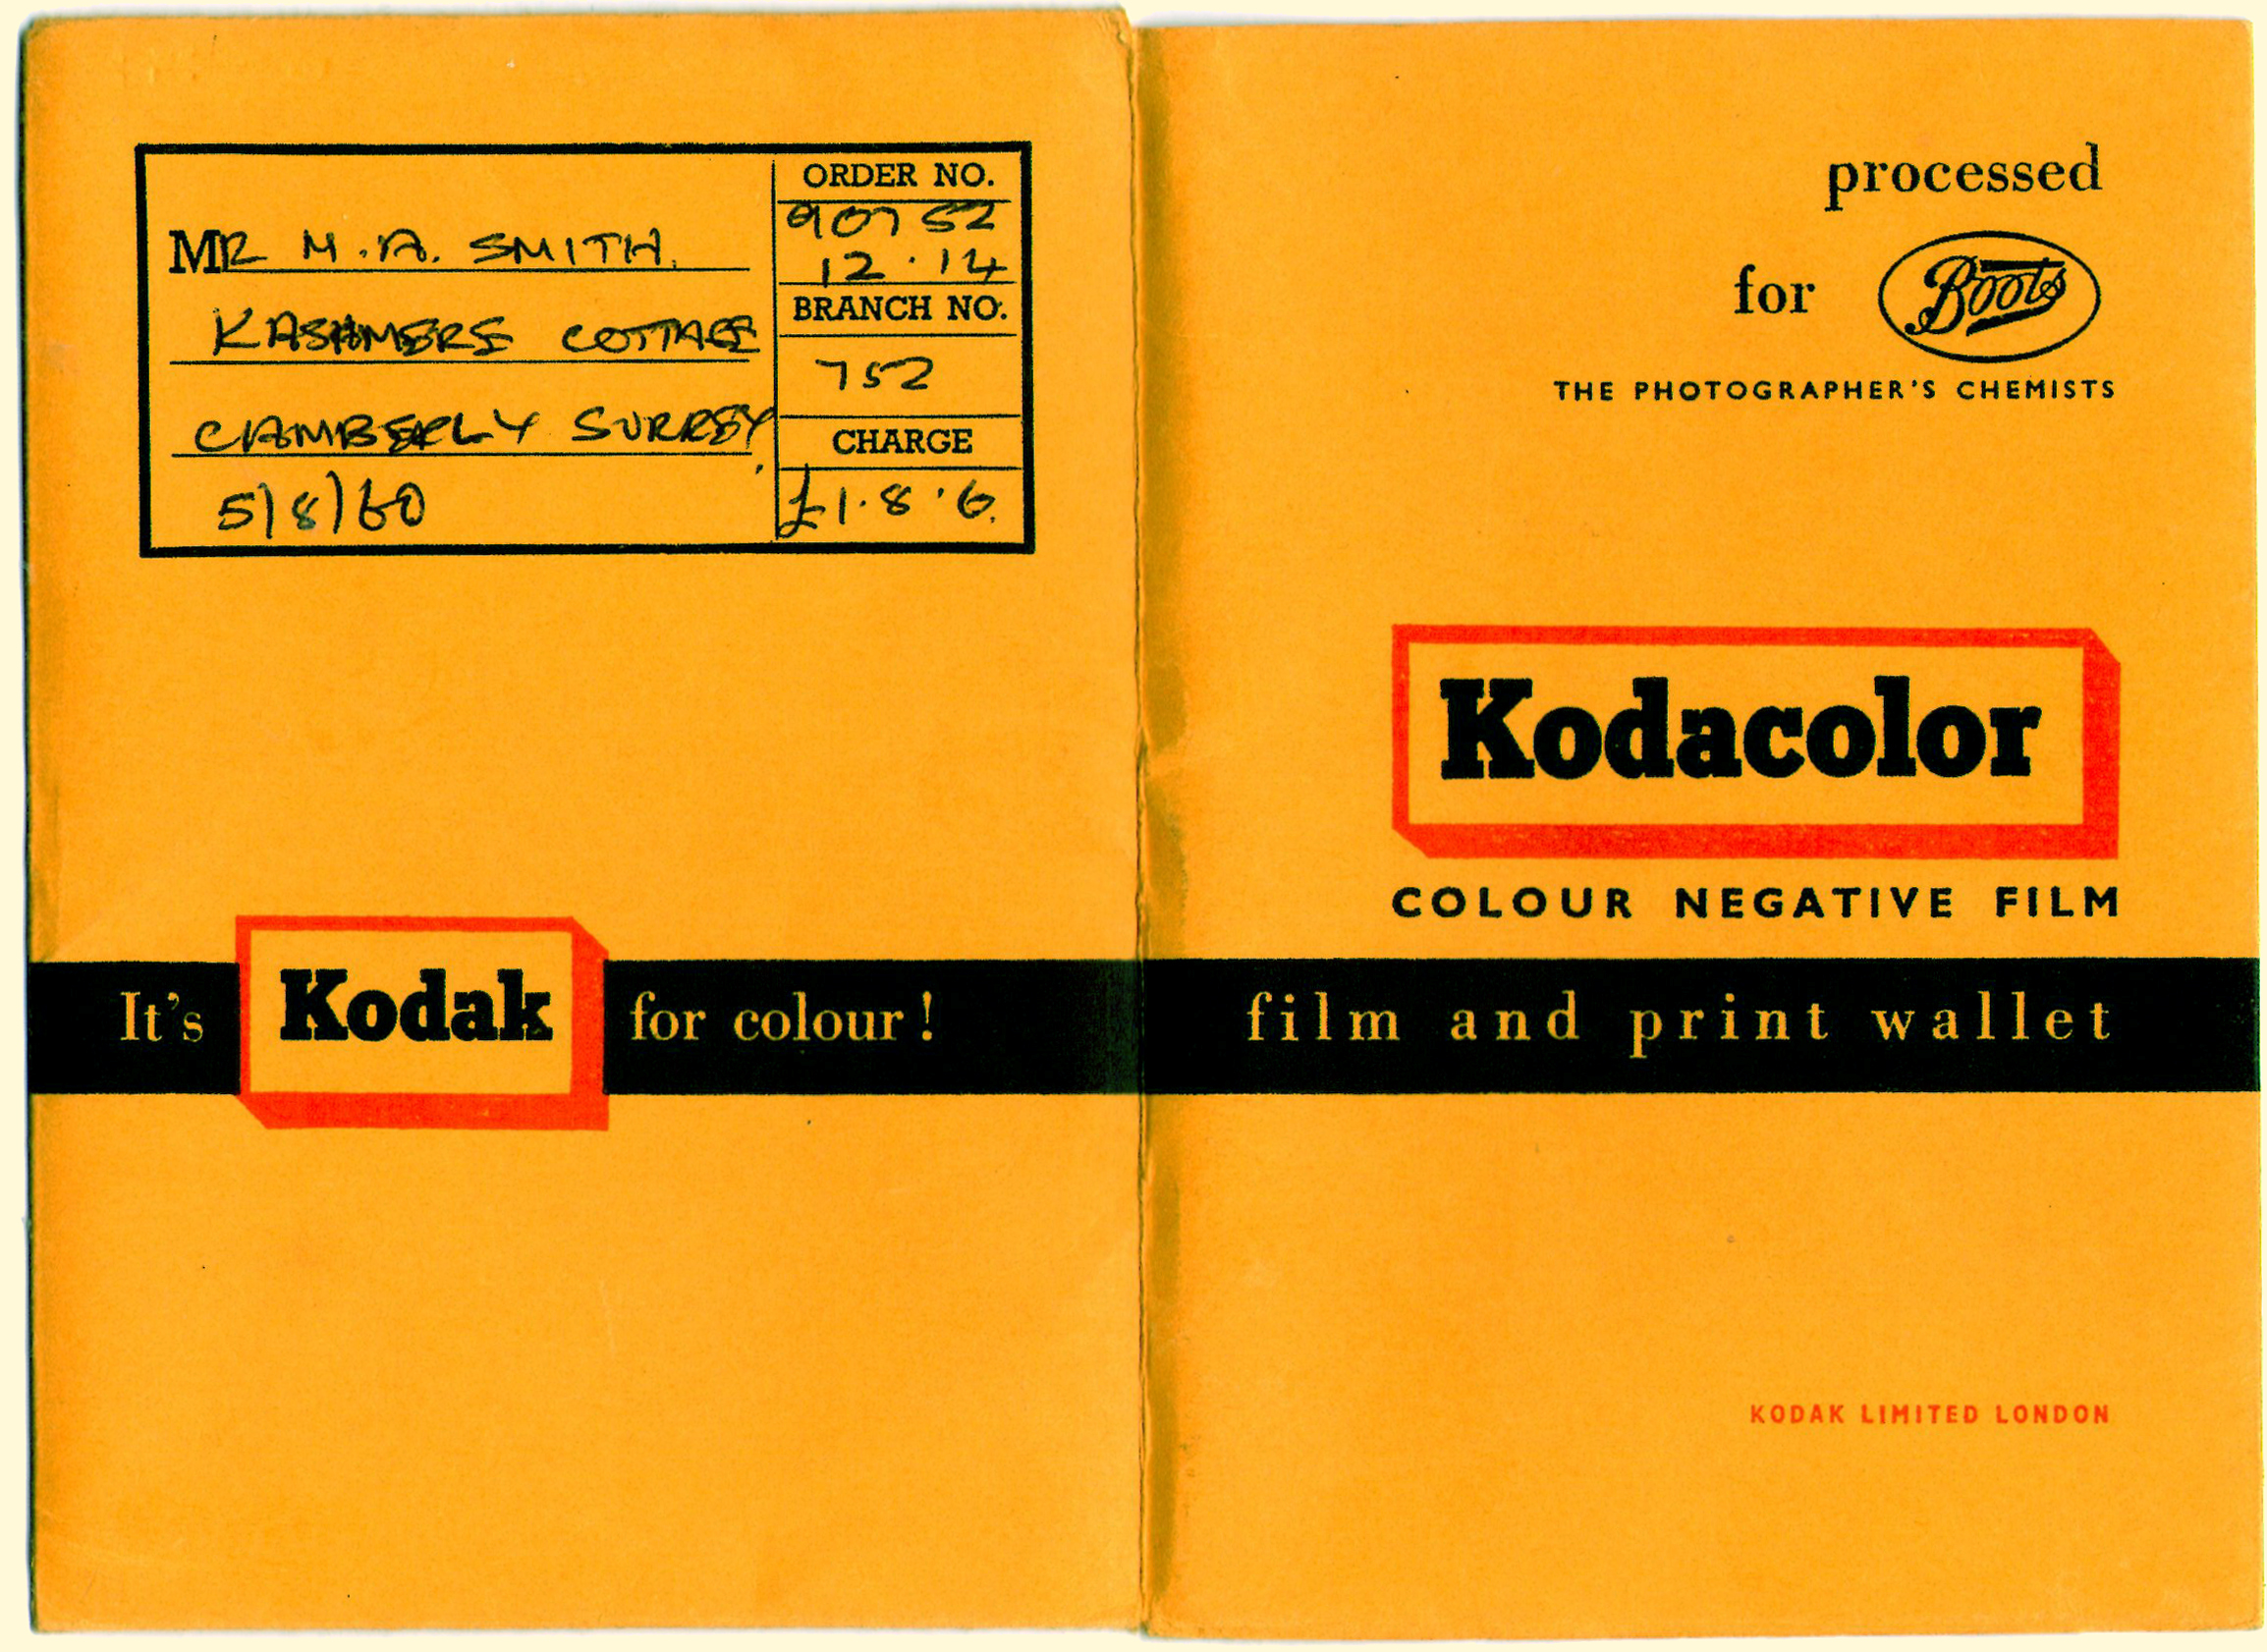 MR M.A. SMITH.
KASHMERE COTTAGE
CAMBERLY SURREY
5/8/60
ORDER NO.
90752
12.14
BRANCH NO.
752
CHARGE
£1.8.6.
It's Kodak for colour!
processed
for Boots
THE PHOTOGRAPHER'S CHEMISTS
Kodacolor
COLOUR NEGATIVE FILM
film and print wallet
KODAK LIMITED LONDON